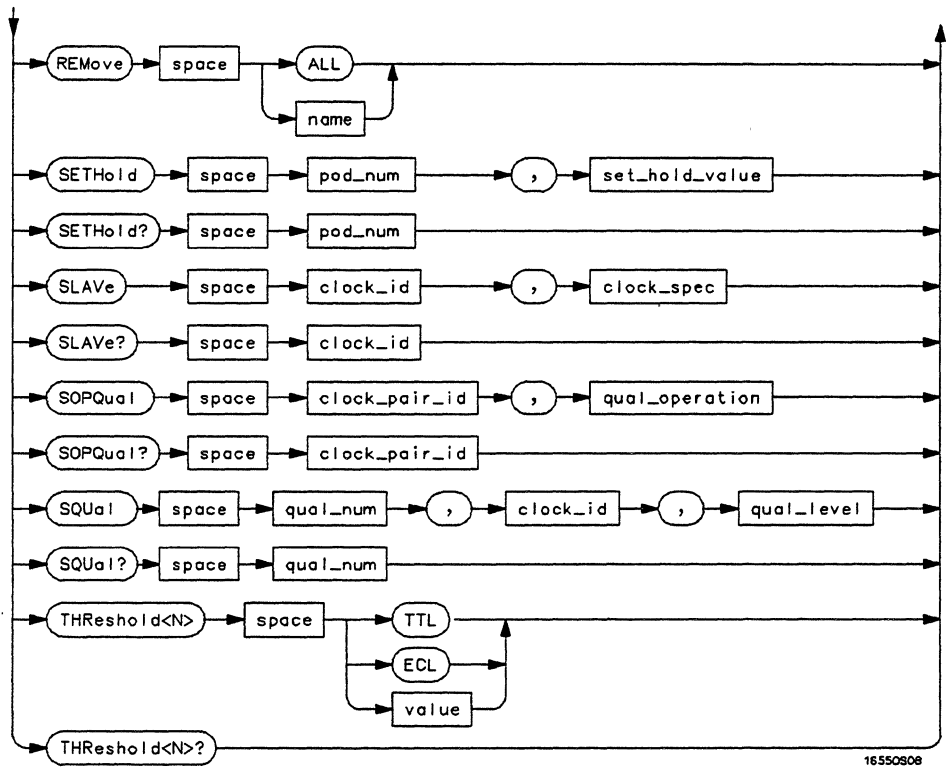 REMove space ALL
name
SETHold space pod_num , set_hold_value
SETHold? space pod_num
SLAVe space clock_id , clock_spec
SLAVe? space clock_id
SOPQual space clock_pair_id , qual_operation
SOPQual? space clock_pair_id
SQUal space qual_num , clock_id , qual_level
SQUal? space qual_num
THReshold<N> space TTL
ECL
value
THReshold<N>?
16550S08